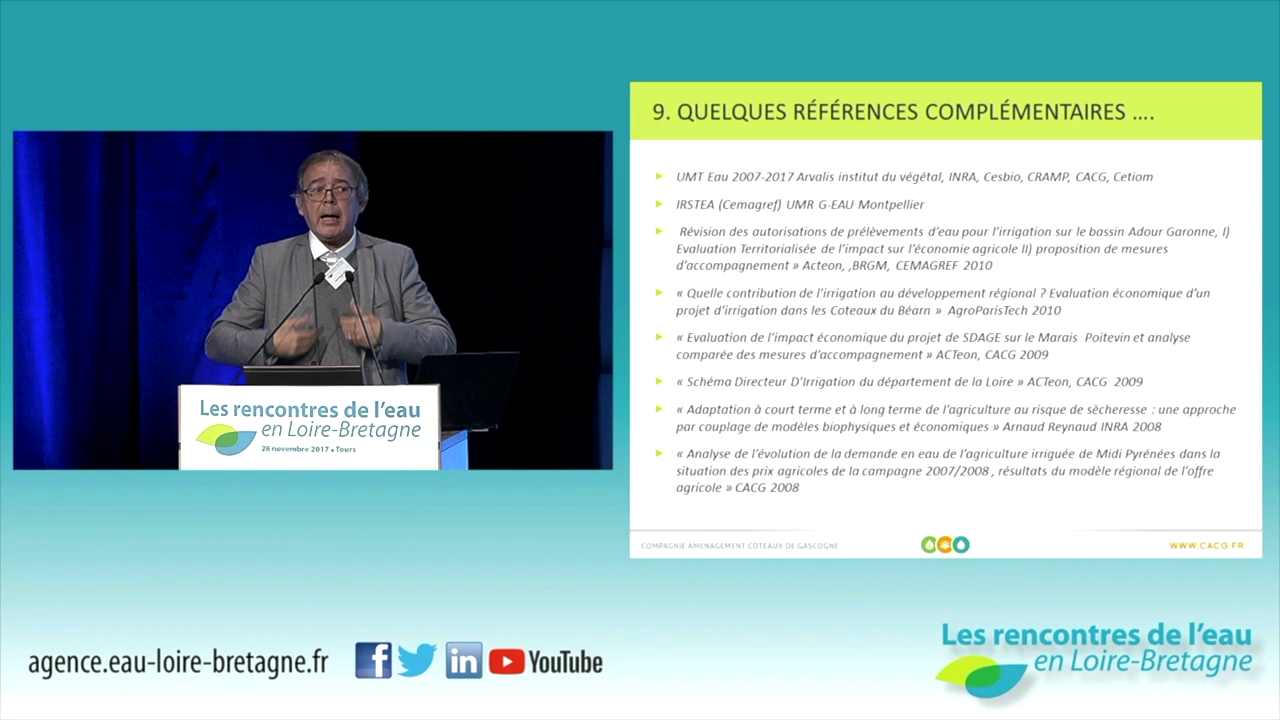 9. QUELQUES RÉFÉRENCES COMPLÉMENTAIRES ....
UMT Eau 2007-2017 Arvalis institut du végétal, INRA, Cesbio, CRAMP, CACG, Cetiom
IRSTEA (Cemagref) UMR G-EAU Montpellier
Révision des autorisations de prélèvements d'eau pour l'irrigation sur le bassin Adour Garonne, I)
Evaluation Territorialisée de l'impact sur l'économie agricole II) proposition de mesures
d'accompagnement » Acteon, ,BRGM, CEMAGREF 2010
« Quelle contribution de l'irrigation au développement régional ? Evaluation économique d'un
projet d'irrigation dans les Coteaux du Béarn » AgroParisTech 2010
« Evaluation de l'impact économique du projet de SDAGE sur le Marais Poitevin et analyse
comparée des mesures d'accompagnement » ACTeon, CACG 2009
« Schéma Directeur D'Irrigation du département de la Loire » ACTeon, CACG 2009
« Adaptation à court terme et à long terme de l'agriculture au risque de sècheresse : une approche
par couplage de modèles biophysiques et économiques » Arnaud Reynaud INRA 2008
« Analyse de l'évolution de la demande en eau de l'agriculture irriguée de Midi Pyrénées dans la
situation des prix agricoles de la campagne 2007/2008 , résultats du modèle régional de l'offre
agricole » CACG 2008
COMPAGNIE AMENAGEMENT COTEAUX DE GASCOGNE
WWW.CACG.FR
Les rencontres de l'eau
en Loire-Bretagne
28 novembre 2017 • Tours
agence.eau-loire-bretagne.fr
f
in
YouTube
Les rencontres de l'eau
en Loire-Bretagne